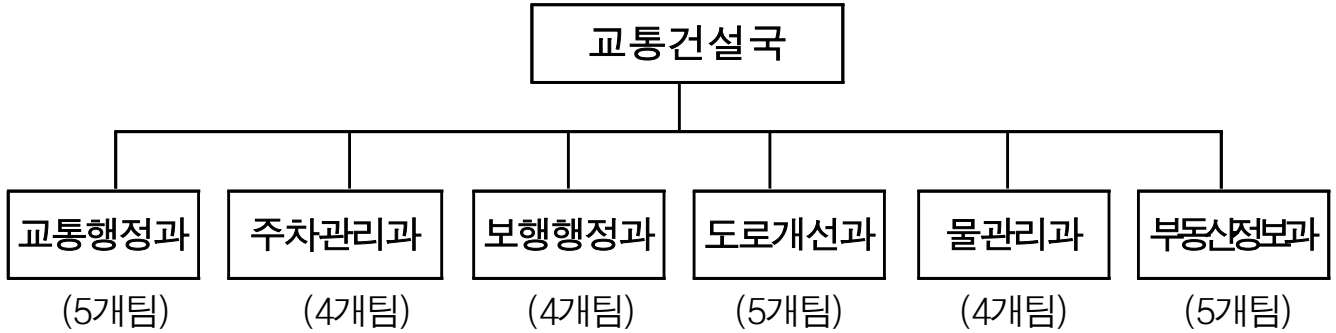 교통건설국
교통행정과 주차관리과 보행행정과 도로개선과 물관리과 부동산정보과
(5개팀) (4개팀) (4개팀) (5개팀) (4개팀) (5개팀)